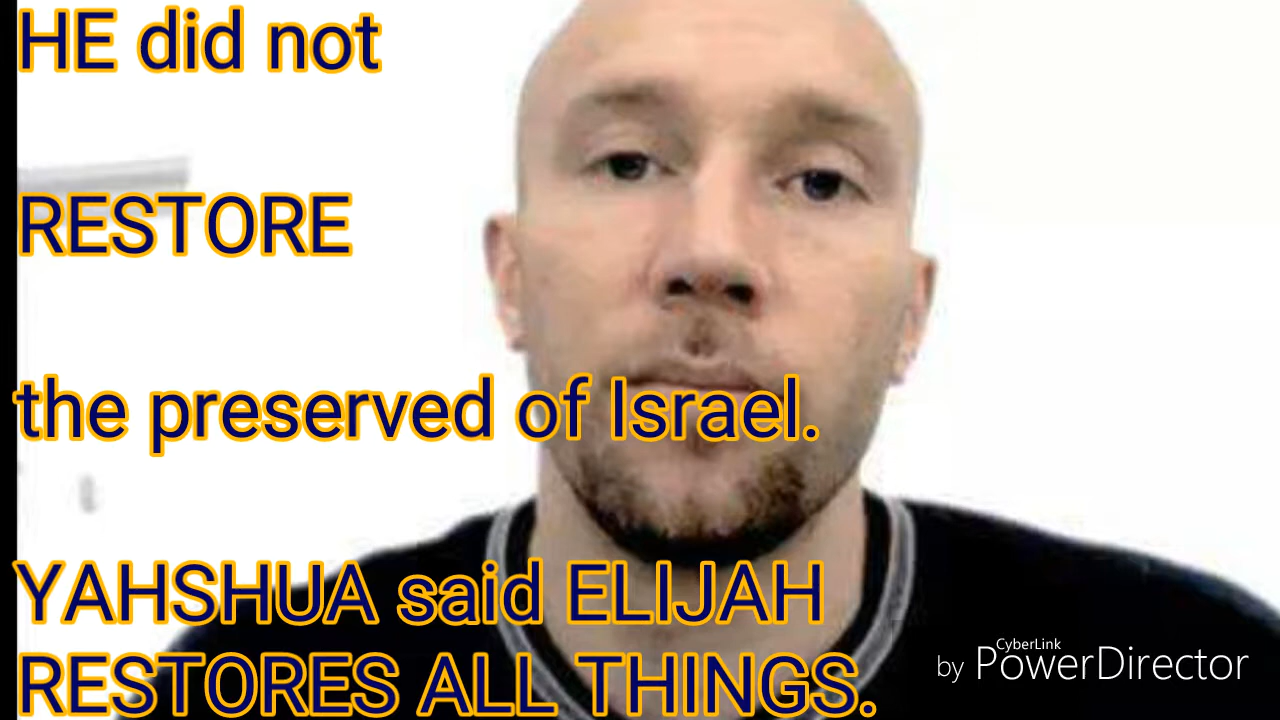 HE did not
RESTORE
the preserved of Israel.
YAHSHUA said ELIJAH
RESTORES ALL THINGS.
CyberLink
by PowerDirector